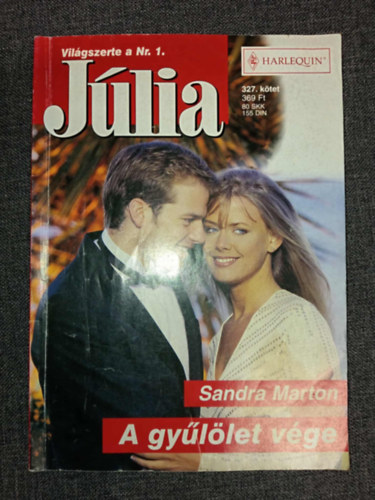 Világszerte a Nr. 1.
Júlia
HARLEQUIN®
327. kötet
369 Ft
80 SKK
155 DIN
Sandra Marton
A gyűlölet vége